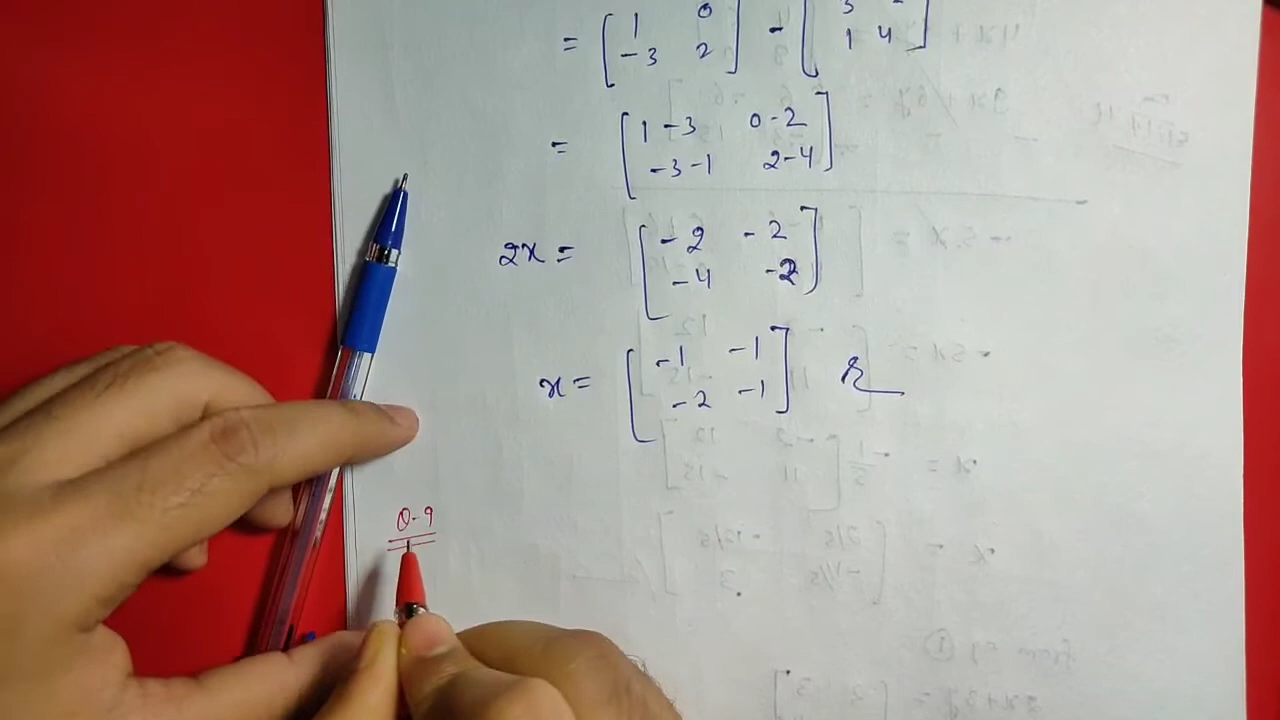 = [ 1 0 ] - [ 3 2 ]
[ -3 2 ] [ 1 4 ]
= [ 1-3 0-2 ]
[ -3-1 2-4 ]
2x = [ -2 -2 ]
[ -4 -2 ]
x = [ -1 -1 ]
[ -2 -1 ]
Q-9